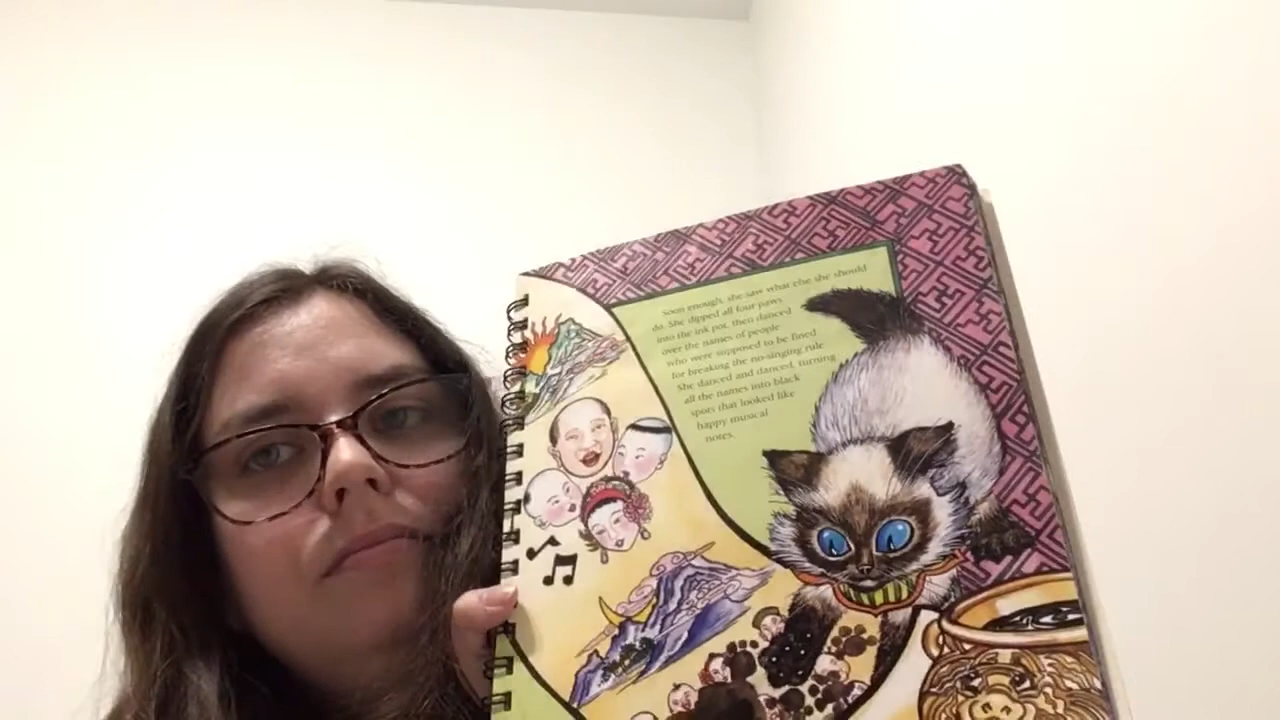 Soon enough, she saw what else she should
do. She dipped all four paws
into the ink pot, then danced
over the names of people
who were supposed to be fined
for breaking the no-singing rule
She danced and danced, turning
all the names into black
spots that looked like
happy musical
notes.